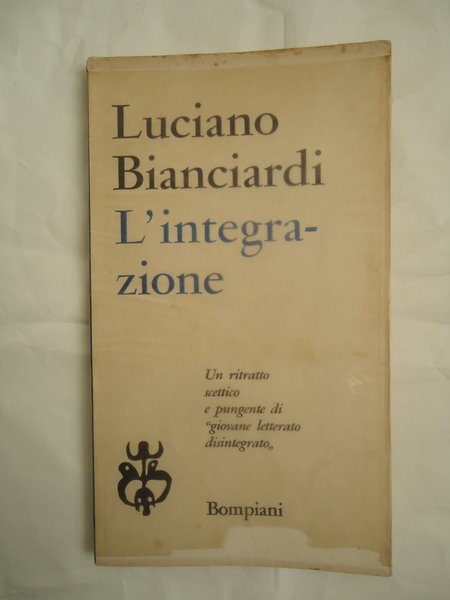 Luciano
Bianciardi
L'integra-
zione
Un ritratto
scettico
e pungente di
“giovane letterato
disintegrato„
Bompiani